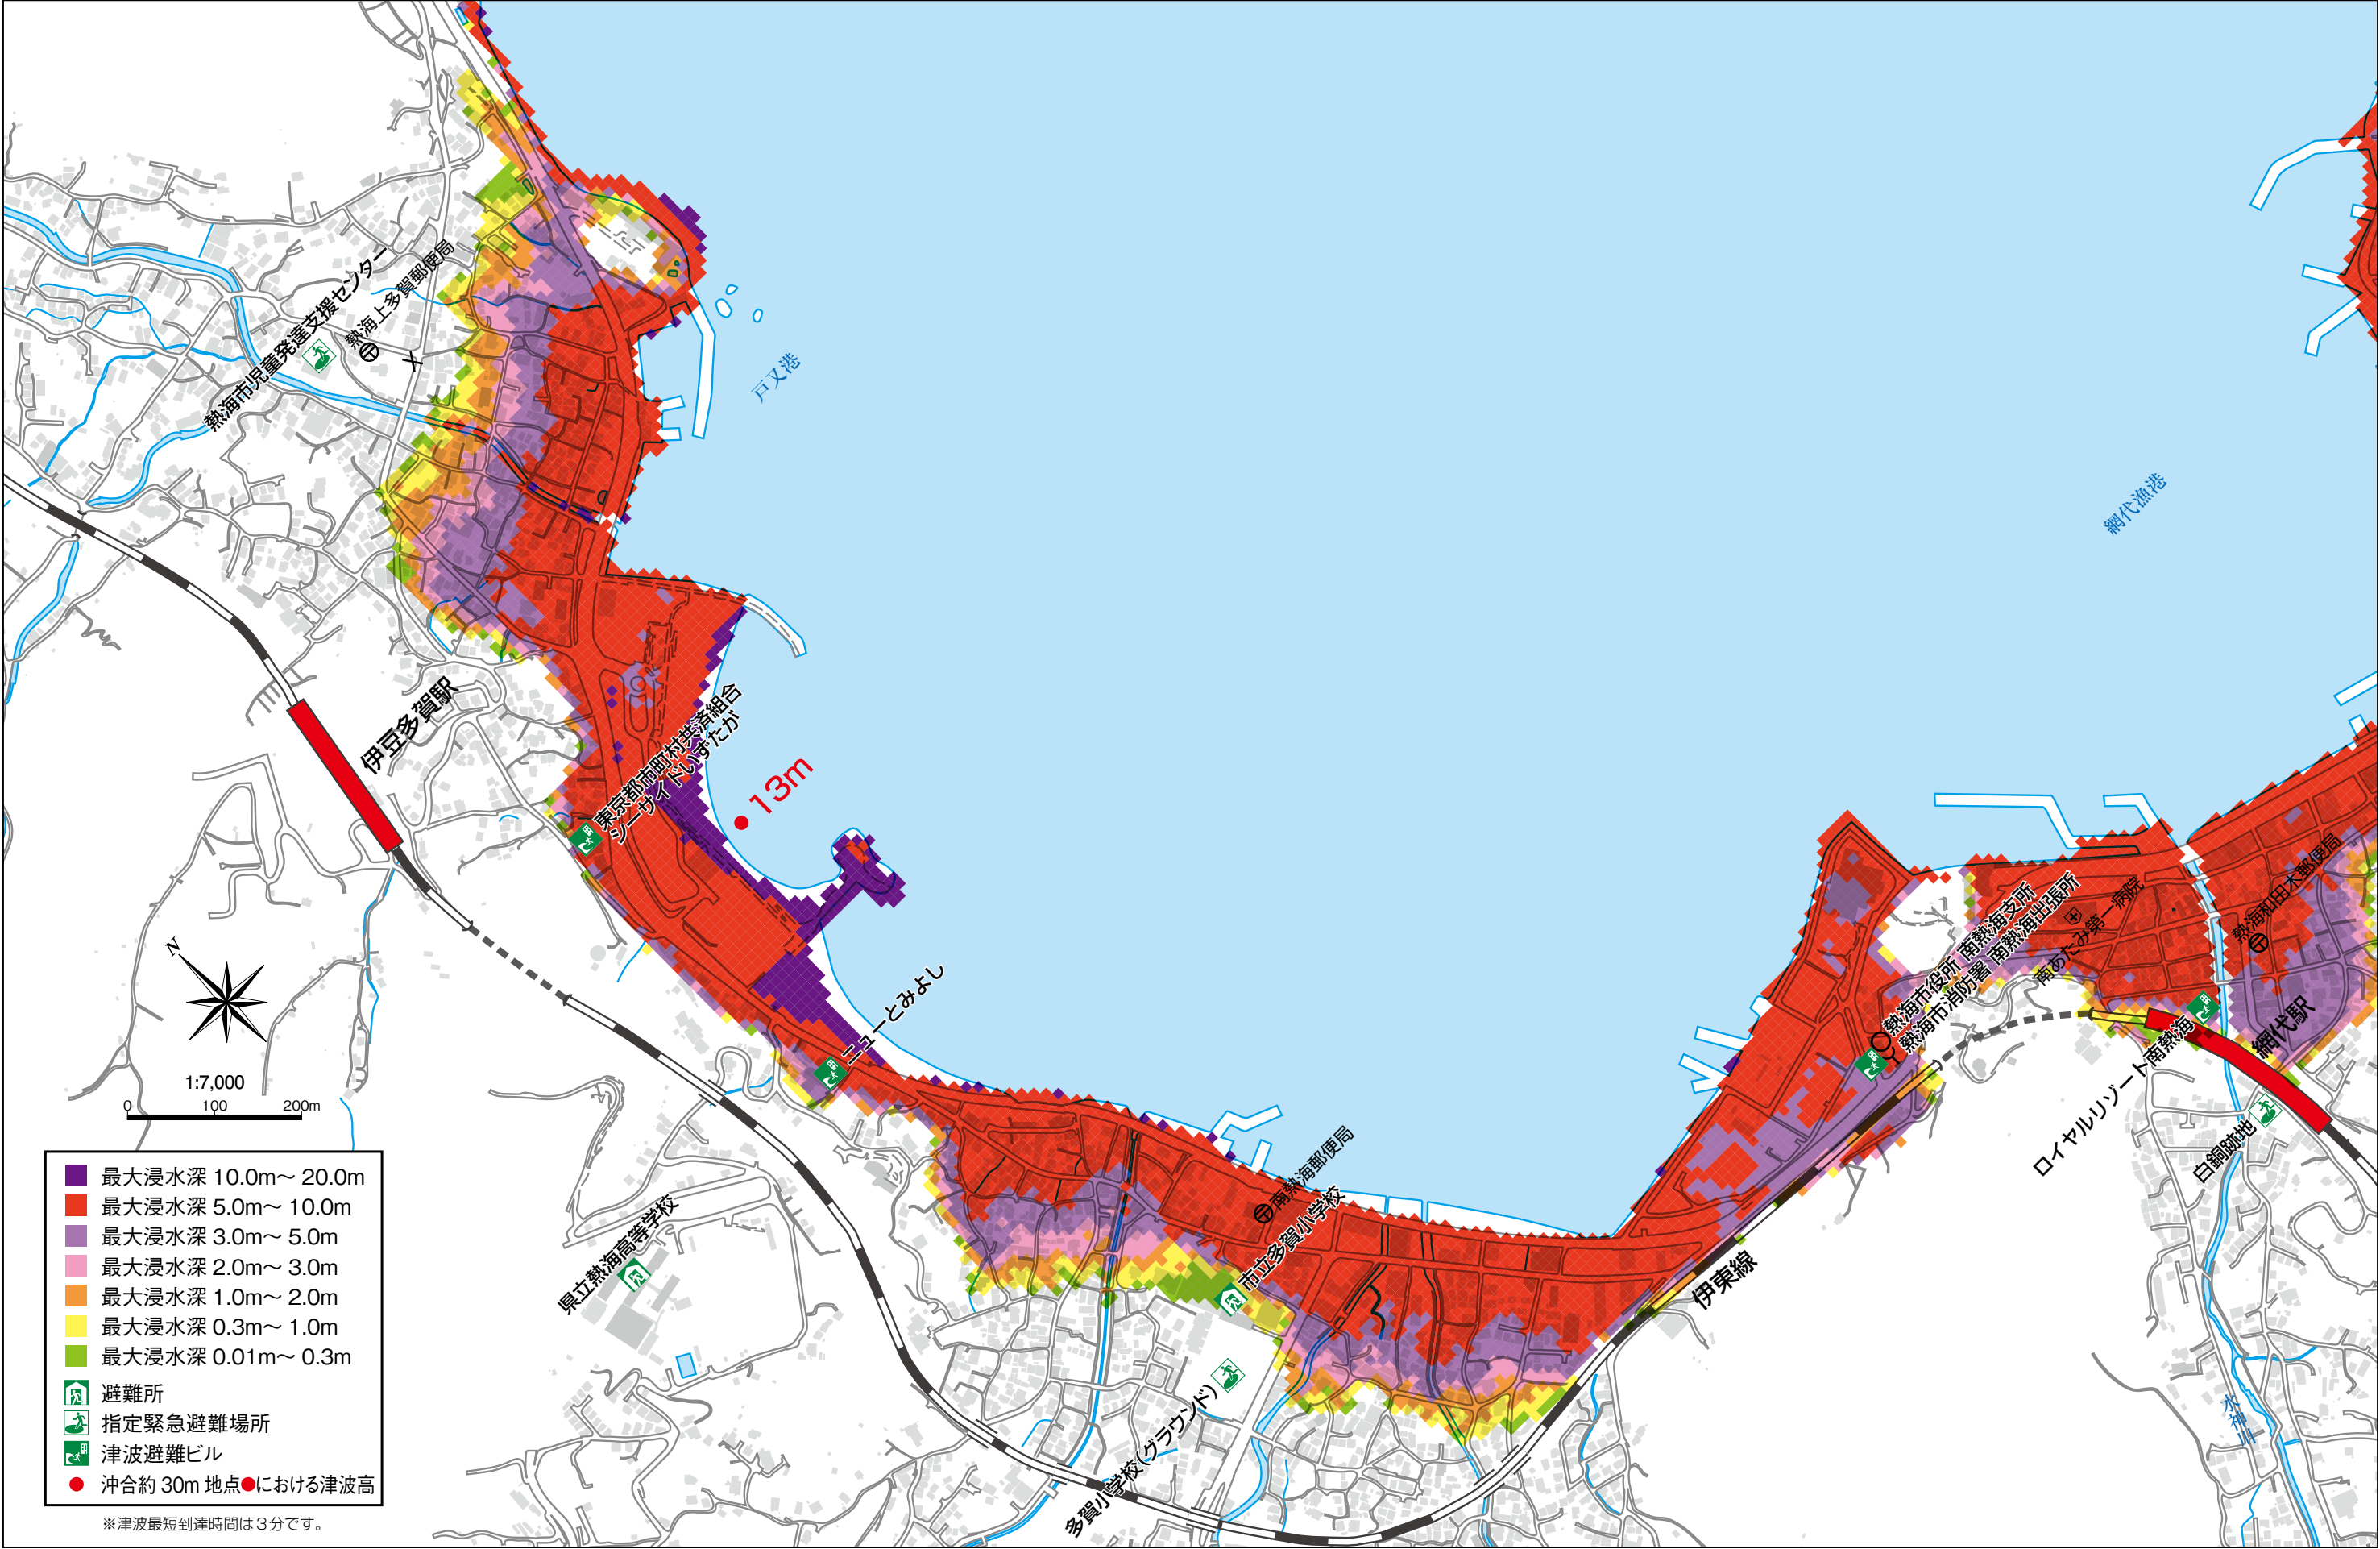 熱海市児童発達支援センター
熱海上多賀郵便局
戸又港
網代漁港
伊豆多賀駅
東京都市町村共済組合
シーサイドいずたが
13m
熱海和田木郵便局
熱海市役所 南熱海支所
熱海市消防署 南熱海出張所
南あたみ第一病院
ニューとみよし
網代駅
ロイヤルリゾート南熱海
白銅跡地
N
1:7,000
0 100 200m
南熱海郵便局
市立多賀小学校
県立熱海高等学校
伊東線
多賀小学校(グラウンド)
水神川
最大浸水深 10.0m～ 20.0m
最大浸水深 5.0m～ 10.0m
最大浸水深 3.0m～ 5.0m
最大浸水深 2.0m～ 3.0m
最大浸水深 1.0m～ 2.0m
最大浸水深 0.3m～ 1.0m
最大浸水深 0.01m～ 0.3m
避難所
指定緊急避難場所
津波避難ビル
沖合約 30m 地点●における津波高
※津波最短到達時間は３分です。